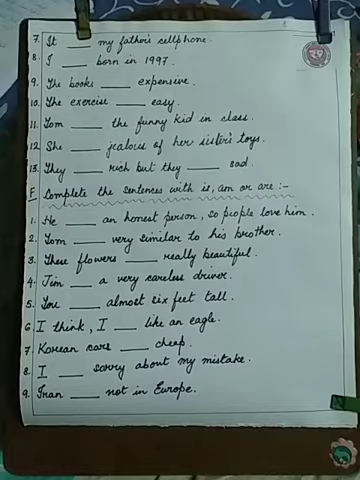 7. It ___ my father's cellphone.
8. I ___ born in 1997.
9. The books ___ expensive.
10. The exercise ___ easy.
11. Tom ___ the funny kid in class.
12. She ___ jealous of her sister's toys.
13. They ___ rich but they ___ sad.
F Complete the sentences with is, am or are :-
1. He ___ an honest person, so people love him.
2. Tom ___ very similar to his brother.
3. These flowers ___ really beautiful.
4. Jim ___ a very careless driver.
5. You ___ almost six feet tall.
6. I think, I ___ like an eagle.
7. Korean cars ___ cheap.
8. I ___ sorry about my mistake.
9. Iran ___ not in Europe.